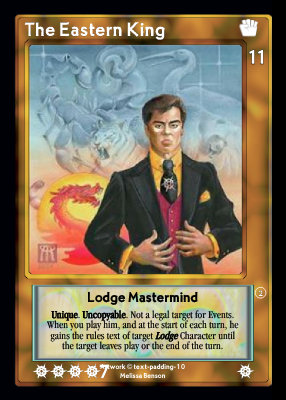 The Eastern King
11
Lodge Mastermind
2
Unique. Uncopyable. Not a legal target for Events.
When you play him, and at the start of each turn, he
gains the rules text of target Lodge Character until
the target leaves play or the end of the turn.
7
Artwork © text-padding-10
Melissa Benson